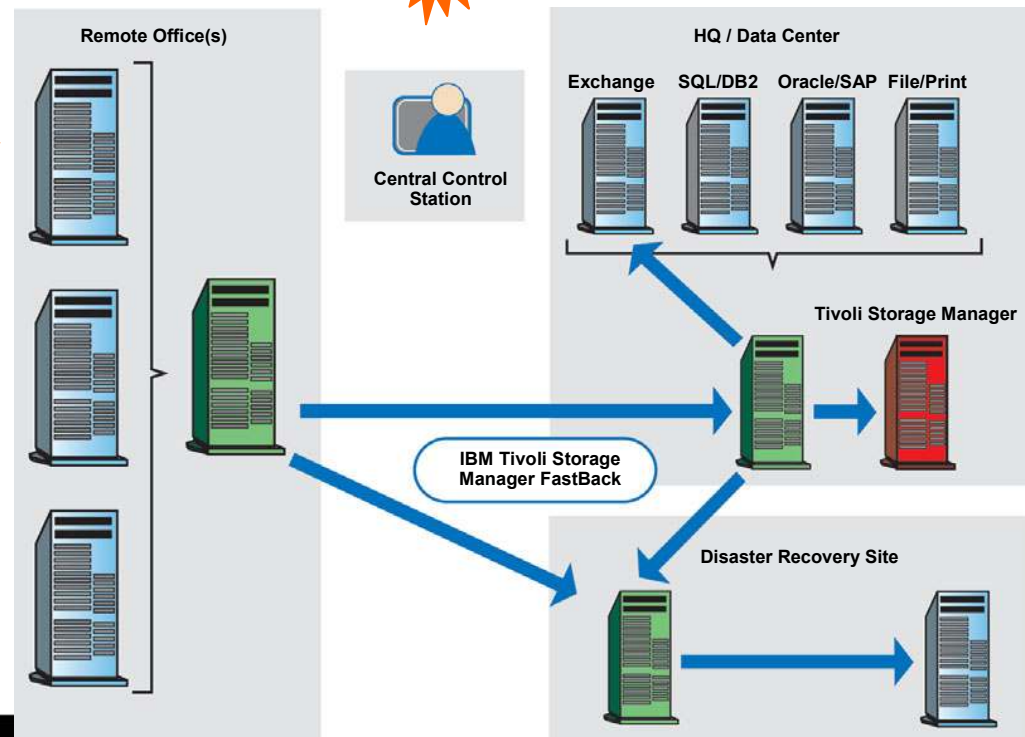 Remote Office(s)
HQ / Data Center
Exchange
SQL/DB2
Oracle/SAP
File/Print
Central Control
Station
Tivoli Storage Manager
IBM Tivoli Storage
Manager FastBack
Disaster Recovery Site